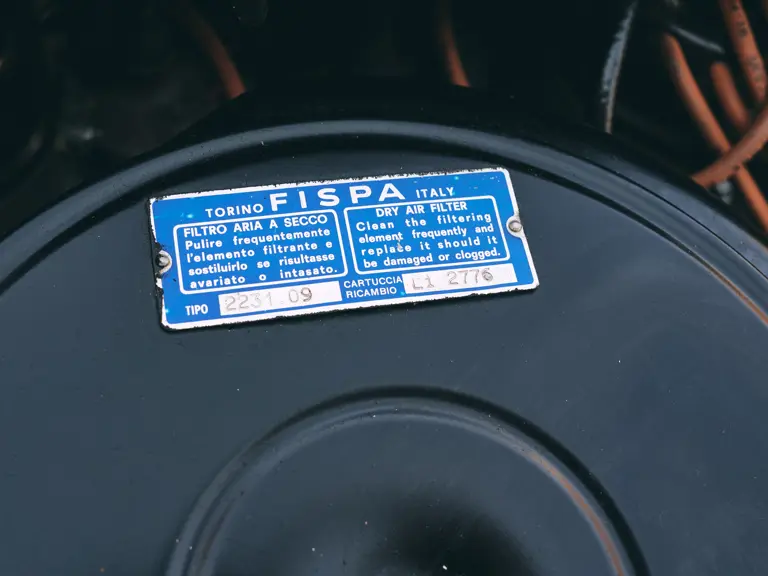 TORINO FISPA ITALY
FILTRO ARIA A SECCO
Pulire frequentemente
l'elemento filtrante e
sostituirlo se risultasse
avariato o intasato.
DRY AIR FILTER
Clean the filtering
element frequently and
replace it should it
be damaged or clogged.
TIPO 2231.09
CARTUCCIA
RICAMBIO L1 2776